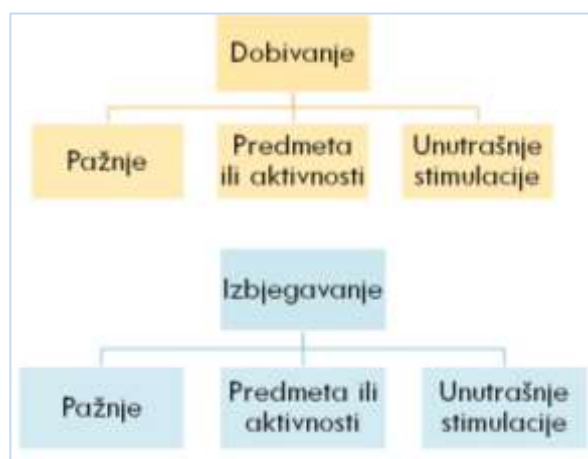 Dobivanje
Pažnje
Predmeta
ili aktivnosti
Unutrašnje
stimulacije
Izbjegavanje
Pažnje
Predmeta ili
aktivnosti
Unutrašnje
stimulacije